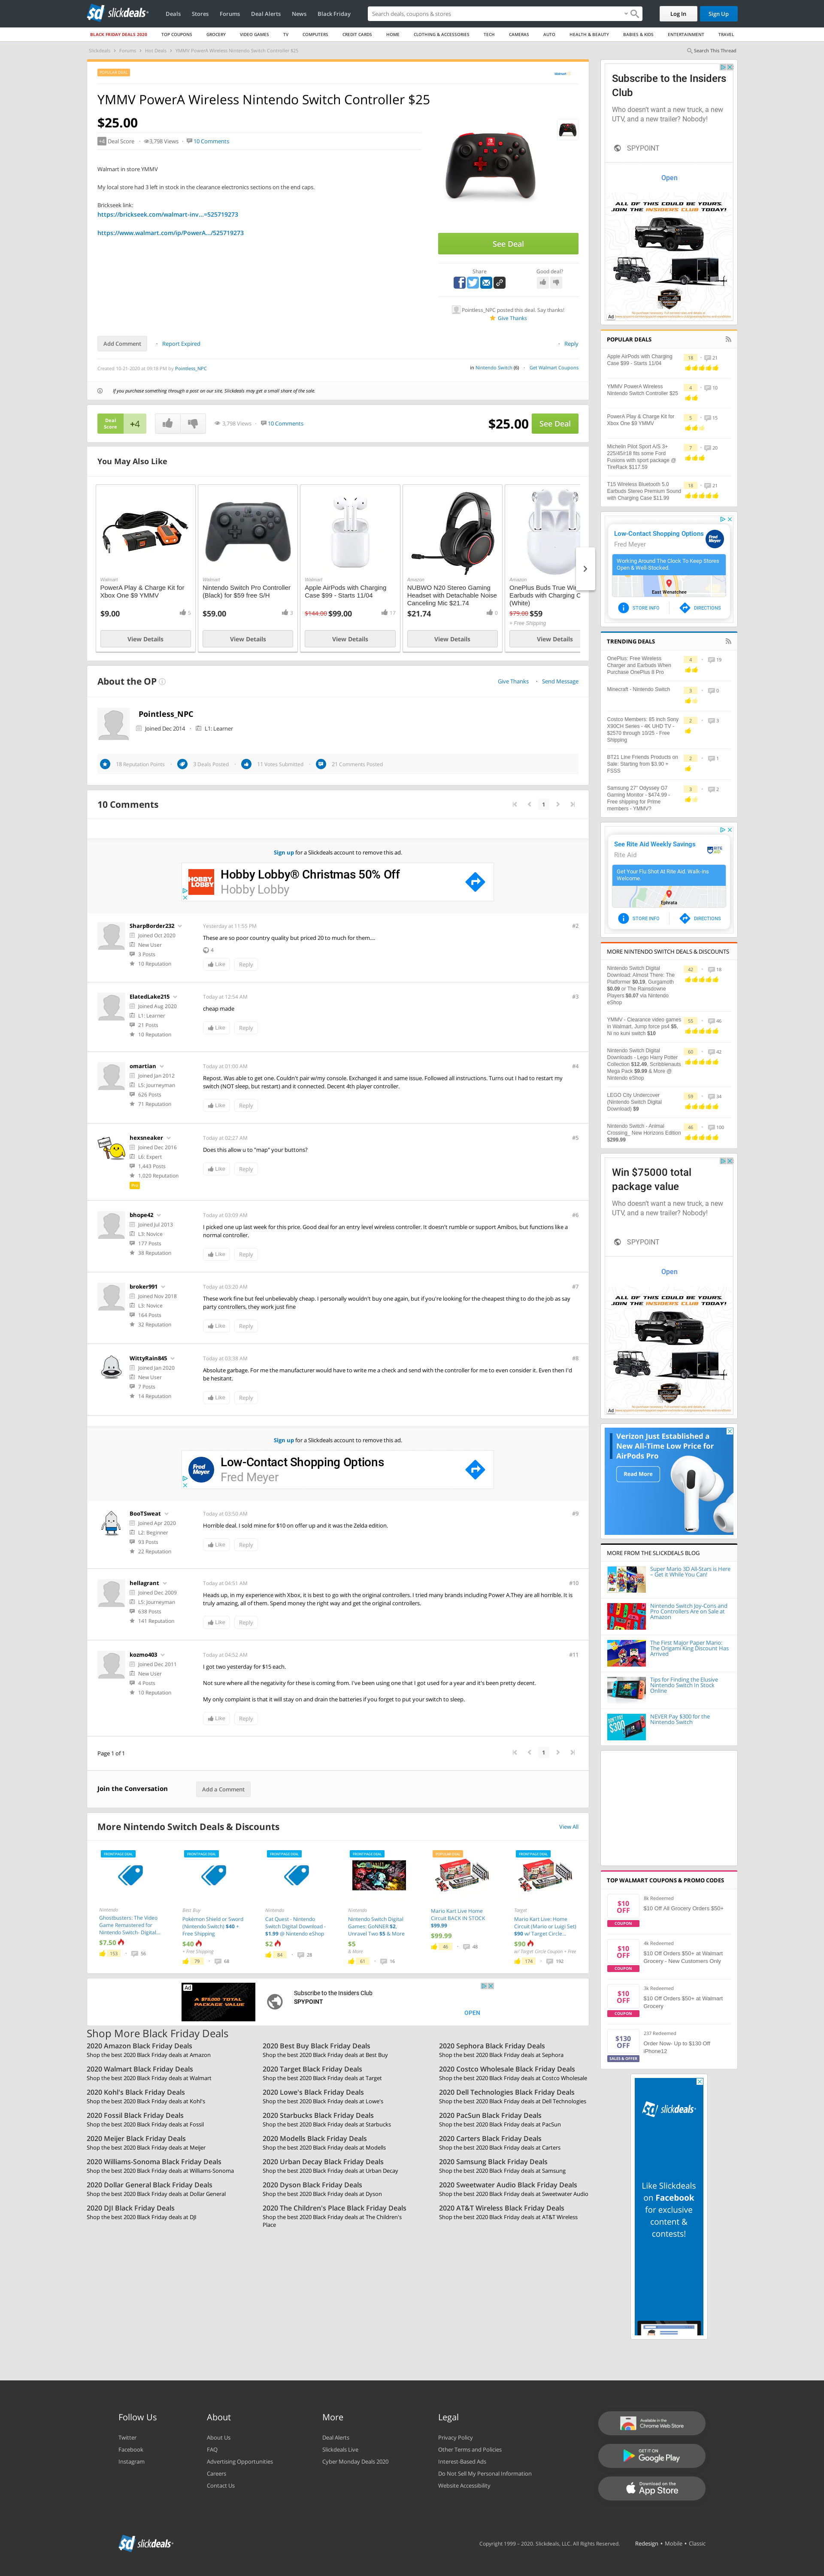 slickdeals
Deals Stores Forums Deal Alerts News Black Friday
Search deals, coupons & stores
Log In
Sign Up
BLACK FRIDAY DEALS 2020 TOP COUPONS GROCERY VIDEO GAMES TV COMPUTERS CREDIT CARDS HOME CLOTHING & ACCESSORIES TECH CAMERAS AUTO HEALTH & BEAUTY BABIES & KIDS ENTERTAINMENT TRAVEL
Slickdeals Forums Hot Deals YMMV PowerA Wireless Nintendo Switch Controller $25
Search This Thread
YMMV PowerA Wireless Nintendo Switch Controller $25
$25.00
+4 Deal Score 3,798 Views 10 Comments
Walmart in store YMMV
My local store had 3 left in stock in the clearance electronics sections on the end caps.
Brickseek link:
https://brickseek.com/walmart-inv...=525719273
https://www.walmart.com/ip/PowerA.../525719273
See Deal
Share
Good deal?
Pointless_NPC posted this deal. Say thanks!
Give Thanks
Add Comment
Report Expired
Reply
Created 10-21-2020 at 09:18 PM by Pointless_NPC
in Nintendo Switch (6) Get Walmart Coupons
If you purchase something through a post on our site, Slickdeals may get a small share of the sale.
Deal Score +4
3,798 Views 10 Comments
$25.00 See Deal
You May Also Like
Walmart
PowerA Play & Charge Kit for Xbox One $9 YMMV
$9.00 5
View Details
Walmart
Nintendo Switch Pro Controller (Black) for $59 free S/H
$59.00
View Details
Walmart
Apple AirPods with Charging Case $99 - Starts 11/04
$144.00 $99.00 17
View Details
Amazon
NUBWO N20 Stereo Gaming Headset with Detachable Noise Canceling Mic $21.74
$21.74 0
View Details
Amazon
OnePlus Buds True Wir
Earbuds with Charging C
(White)
$79.00 $59
+ Free Shipping
View Details
About the OP
Give Thanks Send Message
Pointless_NPC
Joined Dec 2014 L1: Learner
18 Reputation Points 3 Deals Posted 11 Votes Submitted 21 Comments Posted
10 Comments
1
Sign up for a Slickdeals account to remove this ad.
HOBBY LOBBY
Hobby Lobby® Christmas 50% Off
Hobby Lobby
SharpBorder232
Joined Oct 2020
New User
3 Posts
10 Reputation
Yesterday at 11:55 PM
#2
These are so poor country quality but priced 20 to much for them....
4
Like Reply
ElatedLake215
Joined Aug 2020
L1: Learner
21 Posts
10 Reputation
Today at 12:54 AM
#3
cheap made
Like Reply
omartian
Joined Jan 2012
L5: Journeyman
626 Posts
71 Reputation
Today at 01:00 AM
#4
Repost. Was able to get one. Couldn't pair w/my console. Exchanged it and same issue. Followed all instructions. Turns out I had to restart my
switch (NOT sleep, but restart) and it connected. Decent 4th player controller.
Like Reply
hexsneaker
Joined Dec 2016
L6: Expert
1,443 Posts
1,020 Reputation
Pro
Today at 02:27 AM
#5
Does this allow u to "map" your buttons?
Like Reply
bhope42
Joined Jul 2013
L3: Novice
177 Posts
38 Reputation
Today at 03:09 AM
#6
I picked one up last week for this price. Good deal for an entry level wireless controller. It doesn't rumble or support Amibos, but functions like a
normal controller.
Like Reply
broker991
Joined Nov 2018
L3: Novice
164 Posts
32 Reputation
Today at 03:20 AM
#7
These work fine but feel unbelievably cheap. I personally wouldn't buy one again, but if you're looking for the cheapest thing to do the job as say
party controllers, they work just fine
Like Reply
WittyRain845
Joined Jan 2020
New User
7 Posts
14 Reputation
Today at 03:38 AM
#8
Absolute garbage. For me the manufacturer would have to write me a check and send with the controller for me to even consider it. Even then I'd
be hesitant.
Like Reply
Sign up for a Slickdeals account to remove this ad.
Fred Meyer
Low-Contact Shopping Options
Fred Meyer
BooTSweat
Joined Apr 2020
L2: Beginner
93 Posts
22 Reputation
Today at 03:50 AM
#9
Horrible deal. I sold mine for $10 on offer up and it was the Zelda edition.
Like Reply
hellagrant
Joined Dec 2009
L5: Journeyman
638 Posts
141 Reputation
Today at 04:51 AM
#10
Heads up, in my experience with Xbox, it is best to go with the original controllers. I tried many brands including Power A.They are all horrible. It is
truly amazing, all of them. Spend money the right way and get the original controllers.
Like Reply
kozmo403
Joined Dec 2011
New User
4 Posts
10 Reputation
Today at 04:52 AM
#11
I got two yesterday for $15 each.
Not sure where all the negativity for these is coming from. I've been using one that I got used for a year and it's been pretty decent.
My only complaint is that it will stay on and drain the batteries if you forget to put your switch to sleep.
Like Reply
Page 1 of 1
1
Join the Conversation
Add a Comment
More Nintendo Switch Deals & Discounts
View All
FRONTPAGE DEAL
Nintendo
Ghostbusters: The Video Game Remastered for Nintendo Switch- Digital...
$7.50
153 56
FRONTPAGE DEAL
Best Buy
Pokémon Shield or Sword (Nintendo Switch) $40 + Free Shipping
$40
+ Free Shipping
79 68
FRONTPAGE DEAL
Nintendo
Cat Quest - Nintendo Switch Digital Download - $1.99 @ Nintendo eShop
$2
84 28
FRONTPAGE DEAL
Nintendo
Nintendo Switch Digital Games: GoNNER $2, Unravel Two $5 & More
$5
& More
61 16
Mario Kart Live Home Circuit BACK IN STOCK $99.99
$99.99
46 48
FRONTPAGE DEAL
Target
Mario Kart Live: Home Circuit (Mario or Luigi Set) $90 w/ Target Circle...
$90
w/ Target Circle Coupon + Free
174 192
Ad
A $75,000 TOTAL PACKAGE VALUE
Subscribe to the Insiders Club
SPYPOINT
OPEN
Shop More Black Friday Deals
2020 Amazon Black Friday Deals
Shop the best 2020 Black Friday deals at Amazon
2020 Best Buy Black Friday Deals
Shop the best 2020 Black Friday deals at Best Buy
2020 Sephora Black Friday Deals
Shop the best 2020 Black Friday deals at Sephora
2020 Walmart Black Friday Deals
Shop the best 2020 Black Friday deals at Walmart
2020 Target Black Friday Deals
Shop the best 2020 Black Friday deals at Target
2020 Costco Wholesale Black Friday Deals
Shop the best 2020 Black Friday deals at Costco Wholesale
2020 Kohl's Black Friday Deals
Shop the best 2020 Black Friday deals at Kohl's
2020 Lowe's Black Friday Deals
Shop the best 2020 Black Friday deals at Lowe's
2020 Dell Technologies Black Friday Deals
Shop the best 2020 Black Friday deals at Dell Technologies
2020 Fossil Black Friday Deals
Shop the best 2020 Black Friday deals at Fossil
2020 Starbucks Black Friday Deals
Shop the best 2020 Black Friday deals at Starbucks
2020 PacSun Black Friday Deals
Shop the best 2020 Black Friday deals at PacSun
2020 Meijer Black Friday Deals
Shop the best 2020 Black Friday deals at Meijer
2020 Modells Black Friday Deals
Shop the best 2020 Black Friday deals at Modells
2020 Carters Black Friday Deals
Shop the best 2020 Black Friday deals at Carters
2020 Williams-Sonoma Black Friday Deals
Shop the best 2020 Black Friday deals at Williams-Sonoma
2020 Urban Decay Black Friday Deals
Shop the best 2020 Black Friday deals at Urban Decay
2020 Samsung Black Friday Deals
Shop the best 2020 Black Friday deals at Samsung
2020 Dollar General Black Friday Deals
Shop the best 2020 Black Friday deals at Dollar General
2020 Dyson Black Friday Deals
Shop the best 2020 Black Friday deals at Dyson
2020 Sweetwater Audio Black Friday Deals
Shop the best 2020 Black Friday deals at Sweetwater Audio
2020 DJI Black Friday Deals
Shop the best 2020 Black Friday deals at DJI
2020 The Children's Place Black Friday Deals
Shop the best 2020 Black Friday deals at The Children's
Place
2020 AT&T Wireless Black Friday Deals
Shop the best 2020 Black Friday deals at AT&T Wireless
Subscribe to the Insiders
Club
Who doesn't want a new truck, a new
UTV, and a new trailer? Nobody!
SPYPOINT
Open
ALL OF THIS COULD BE YOURS,
JOIN THE INSIDERS CLUB TODAY!
Ad
POPULAR DEALS
Apple AirPods with Charging
Case $99 - Starts 11/04
18 21
YMMV PowerA Wireless
Nintendo Switch Controller $25
4 10
PowerA Play & Charge Kit for
Xbox One $9 YMMV
5 15
Michelin Pilot Sport A/S 3+
225/45#18 fits some Ford
Fusions with sport package @
TireRack $117.59
7 20
T15 Wireless Bluetooth 5.0
Earbuds Stereo Premium Sound
with Charging Case $11.99
18 21
Low-Contact Shopping Options
Fred Meyer
Working Around The Clock To Keep Stores
Open & Well-Stocked.
East Wenatchee
STORE INFO DIRECTIONS
TRENDING DEALS
OnePlus: Free Wireless
Charger and Earbuds When
Purchase OnePlus 8 Pro
4 19
Minecraft - Nintendo Switch
3 0
Costco Members: 85 inch Sony
X90CH Series - 4K UHD TV -
$2570 through 10/25 - Free
Shipping
2 3
BT21 Line Friends Products on
Sale: Starting from $3.90 +
FSSS
2 1
Samsung 27" Odyssey G7
Gaming Monitor - $474.99 -
Free shipping for Prime
members - YMMV?
3 2
See Rite Aid Weekly Savings
Rite Aid
Get Your Flu Shot At Rite Aid. Walk-ins
Welcome.
Ephrata
STORE INFO DIRECTIONS
MORE NINTENDO SWITCH DEALS & DISCOUNTS
Nintendo Switch Digital
Download: Almost There: The
Platformer $0.19, Gurgamoth
$0.09 or The Rainsdowne
Players $0.07 via Nintendo
eShop
42 18
YMMV - Clearance video games
in Walmart, Jump force ps4 $5,
Ni no kuni switch $10
55 46
Nintendo Switch Digital
Downloads - Lego Harry Potter
Collection $12.49, Scribblenauts
Mega Pack $9.99 & More @
Nintendo eShop
60 42
LEGO City Undercover
(Nintendo Switch Digital
Download) $9
59 34
Nintendo Switch - Animal
Crossing_ New Horizons Edition
$299.99
46 100
Win $75000 total
package value
Who doesn't want a new truck, a new
UTV, and a new trailer? Nobody!
SPYPOINT
Open
ALL OF THIS COULD BE YOURS,
JOIN THE INSIDERS CLUB TODAY!
Ad
Verizon Just Established a
New All-Time Low Price for
AirPods Pro
Read More
MORE FROM THE SLICKDEALS BLOG
Super Mario 3D All-Stars is Here
– Get It While You Can!
Nintendo Switch Joy-Cons and
Pro Controllers Are on Sale at
Amazon
The First Major Paper Mario:
The Origami King Discount Has
Arrived
Tips for Finding the Elusive
Nintendo Switch In Stock
Online
NEVER Pay $300 for the
Nintendo Switch
TOP WALMART COUPONS & PROMO CODES
$10 OFF
COUPON
8k Redeemed
$10 Off All Grocery Orders $50+
$10 OFF
COUPON
4k Redeemed
$10 Off Orders $50+ at Walmart
Grocery - New Customers Only
$10 OFF
COUPON
3k Redeemed
$10 Off Orders $50+ at Walmart
Grocery
$130 OFF
SALES & OFFER
237 Redeemed
Order Now- Up to $130 Off
iPhone12
slickdeals
Like Slickdeals
on Facebook
for exclusive
content &
contests!
Follow Us
Twitter
Facebook
Instagram
About
About Us
FAQ
Advertising Opportunities
Careers
Contact Us
More
Deal Alerts
Slickdeals Live
Cyber Monday Deals 2020
Legal
Privacy Policy
Other Terms and Policies
Interest-Based Ads
Do Not Sell My Personal Information
Website Accessibility
Available in the
Chrome Web Store
GET IT ON
Google Play
Download on the
App Store
slickdeals
Copyright 1999 - 2020. Slickdeals, LLC. All Rights Reserved.
Redesign • Mobile • Classic